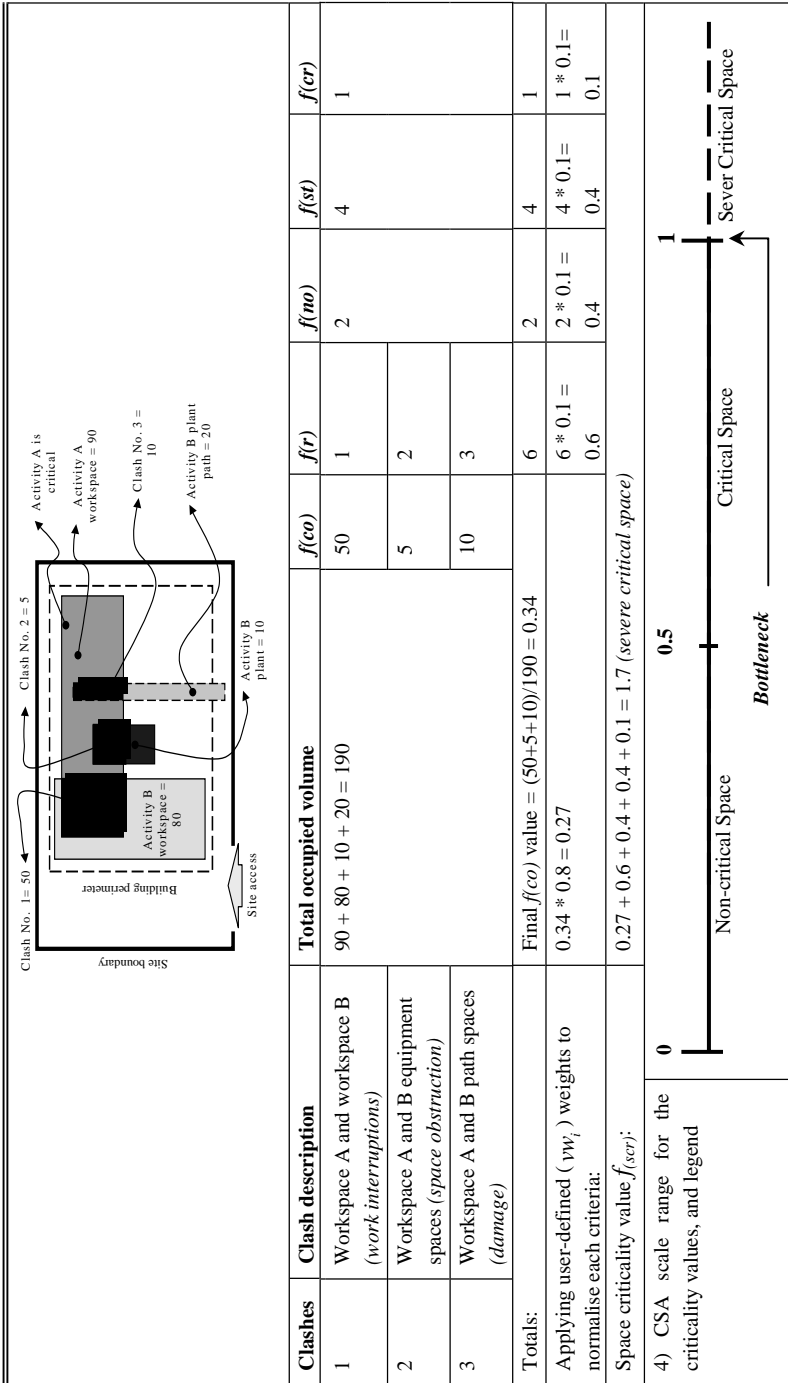 Clash No. 1= 50
Clash No. 2 = 5
Activity A is
critical
Activity A
workspace = 90
Clash No. 3 =
10
Activity B plant
path = 20
Activity B
plant = 10
Activity B
workspace =
80
Building perimeter
Site boundary
Site access
Clashes Clash description Total occupied volume f(co) f(r) f(no) f(st) f(cr)
1 Workspace A and workspace B 90 + 80 + 10 + 20 = 190 50 1 2 4 1
(work interruptions)
2 Workspace A and B equipment 5 2
spaces (space obstruction)
3 Workspace A and B path spaces 10 3
(damage)
Totals: Final f(co) value = (50+5+10)/190 = 0.34 6 2 4 1
Applying user-defined ( vwi ) weights to 0.34 * 0.8 = 0.27 6 * 0.1 = 2 * 0.1 = 4 * 0.1= 1 * 0.1=
normalise each criteria: 0.6 0.4 0.4 0.1
Space criticality value f(scr): 0.27 + 0.6 + 0.4 + 0.4 + 0.1 = 1.7 (severe critical space)
4) CSA scale range for the
criticality values, and legend
0 0.5 1
Non-critical Space Critical Space Sever Critical Space
Bottleneck